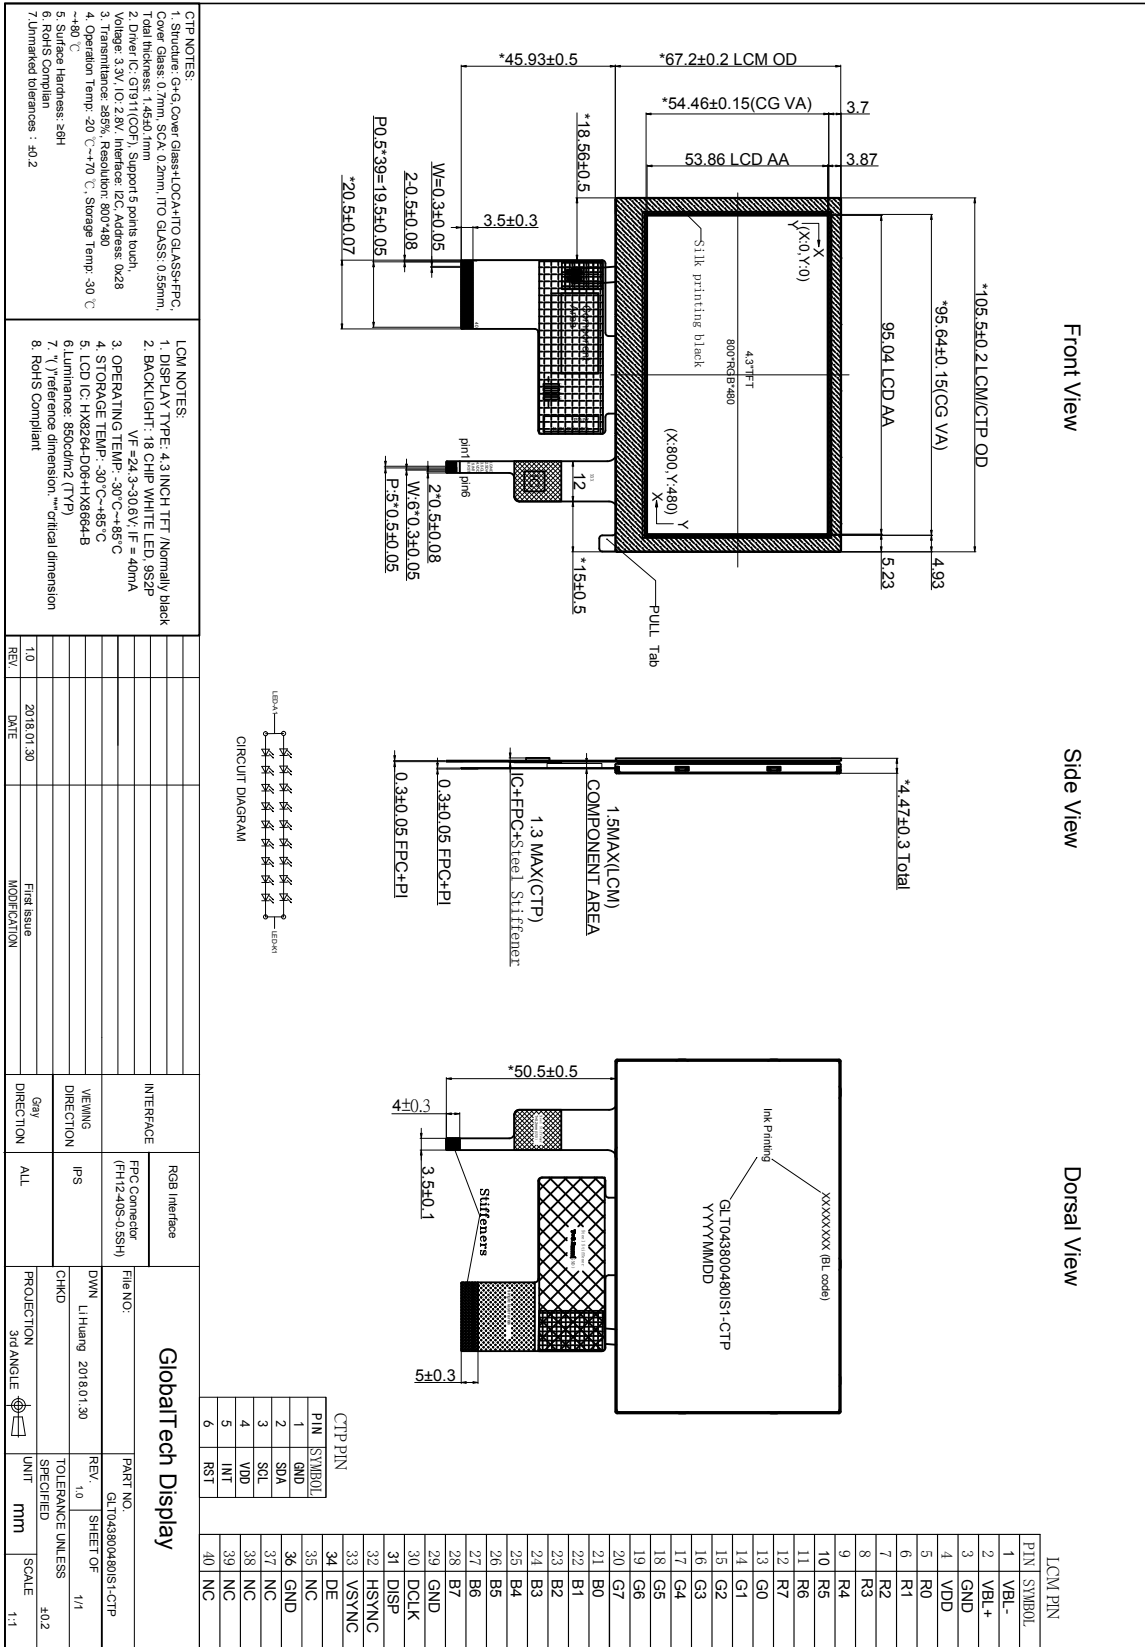 Front View
Side View
Dorsal View
*105.5±0.2 LCM/CTP OD
*95.64±0.15(CG VA)
95.04 LCD AA
4.93
5.23
*67.2±0.2 LCM OD
*54.46±0.15(CG VA)
53.86 LCD AA
3.7
3.87
*45.93±0.5
*18.56±0.5
X
Y
(X:0,Y:0)
Silk printing black
4.3"TFT
800*RGB*480
(X:800,Y:480)
X
Y
3.5±0.3
W=0.3±0.05
2-0.5±0.08
P0.5*39=19.5±0.05
*20.5±0.07
Component
Area
pin1
pin6
12
*15±0.5
PULL Tab
2*0.5±0.08
W:6*0.3±0.05
P:5*0.5±0.05
*4.47±0.3 Total
1.5MAX(LCM)
COMPONENT AREA
1.3 MAX(CTP)
IC+FPC+Steel Stiffener
0.3±0.05 FPC+PI
0.3±0.05 FPC+PI
LED-A1
LED-K1
CIRCUIT DIAGRAM
*50.5±0.5
4±0.3
3.5±0.1
Stiffeners
5±0.3
Ink Printing
XXXXXXXX (BL code)
GLT043800480IS1-CTP
YYYYMMDD
LCM PIN
PIN SYMBOL
1 VBL-
2 VBL+
3 GND
4 VDD
5 R0
6 R1
7 R2
8 R3
9 R4
10 R5
11 R6
12 R7
13 G0
14 G1
15 G2
16 G3
17 G4
18 G5
19 G6
20 G7
21 B0
22 B1
23 B2
24 B3
25 B4
26 B5
27 B6
28 B7
29 GND
30 DCLK
31 DISP
32 HSYNC
33 VSYNC
34 DE
35 NC
36 GND
37 NC
38 NC
39 NC
40 NC
CTP PIN
PIN SYMBOL
1 GND
2 SDA
3 SCL
4 VDD
5 INT
6 RST
CTP NOTES:
1. Structure: G+G,Cover Glass+LOCA+ITO GLASS+FPC,
Cover Glass: 0.7mm, SCA: 0.2mm, ITO GLASS: 0.55mm,
Total thickness: 1.45±0.1mm
2. Driver IC: GT911(COF), Support 5 points touch,
Voltage: 3.3V, IO: 2.8V. Interface: I2C, Address: 0x28
3. Transmittance: ≥85%, Resolution: 800*480
4. Operation Temp: -20 ℃~+70 ℃, Storage Temp: -30 ℃
~+80 ℃
5. Surface Hardness: ≥6H
6. RoHS Complian
7.Unmarked tolerances : ±0.2
LCM NOTES:
1. DISPLAY TYPE: 4.3 INCH TFT /Normally black
2. BACKLIGHT: 18 CHIP WHITE LED, 9S2P
VF =24.3~30.6V; IF = 40mA
3. OPERATING TEMP: -30°C~+85°C
4. STORAGE TEMP: -30°C~+85°C
5. LCD IC: HX8264-D06+HX8664-B
6.Luminance: 850cd/m2 (TYP)
7. "( )"reference dimension.""*"critical dimension
8. RoHS Compliant
1.0 2018.01.30 First issue
REV. DATE MODIFICATION
INTERFACE
RGB Interface
FPC Connector
(FH12-40S-0.5SH)
VIEWING
DIRECTION
IPS
Gray
DIRECTION
ALL
GlobalTech Display
File NO:
PART NO.
GLT043800480IS1-CTP
DWN Li Huang 2018.01.30
REV. 1.0
SHEET OF 1/1
CHKD
TOLERANCE UNLESS
SPECIFIED ±0.2
PROJECTION
3rd ANGLE
UNIT mm
SCALE 1:1